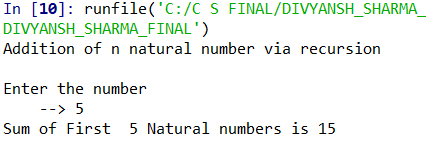 In [10]: runfile('C:/C S FINAL/DIVYANSH_SHARMA_
DIVYANSH_SHARMA_FINAL')
Addition of n natural number via recursion

Enter the number
    --> 5
Sum of First  5 Natural numbers is 15